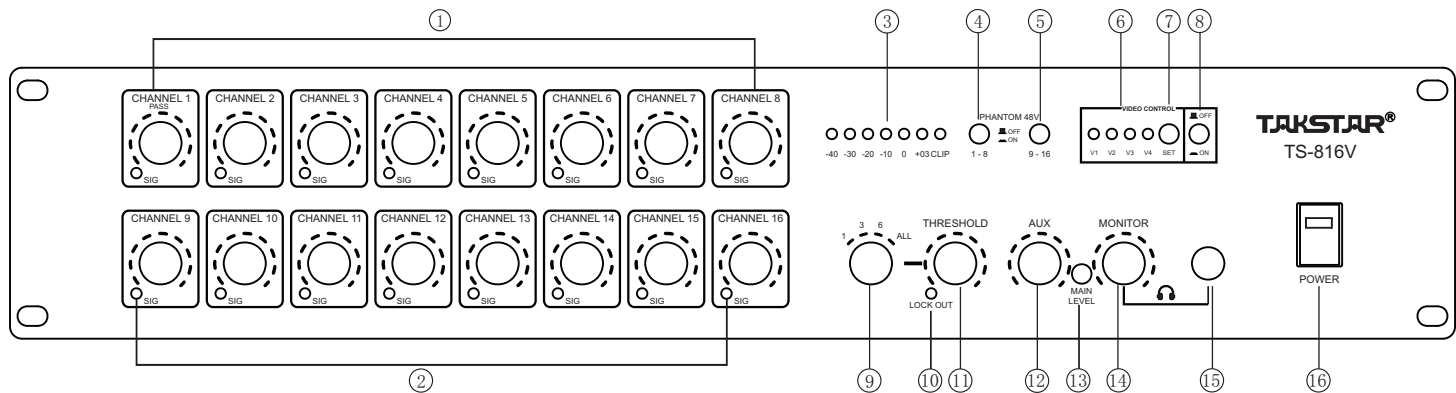 ① ③ ④ ⑤ ⑥ ⑦ ⑧
CHANNEL 1 CHANNEL 2 CHANNEL 3 CHANNEL 4 CHANNEL 5 CHANNEL 6 CHANNEL 7 CHANNEL 8
PASS
SIG SIG SIG SIG SIG SIG SIG SIG
-40 -30 -20 -10 0 +03 CLIP
PHANTOM 48V
OFF
ON
1 - 8 9 - 16
VIDEO CONTROL
V1 V2 V3 V4 SET
OFF
ON
TAKSTAR®
TS-816V
CHANNEL 9 CHANNEL 10 CHANNEL 11 CHANNEL 12 CHANNEL 13 CHANNEL 14 CHANNEL 15 CHANNEL 16
SIG SIG SIG SIG SIG SIG SIG SIG
1 3 6 ALL
THRESHOLD
LOCK OUT
AUX
MAIN
LEVEL
MONITOR
POWER
② ⑨ ⑩ ⑪ ⑫ ⑬ ⑭ ⑮ ⑯